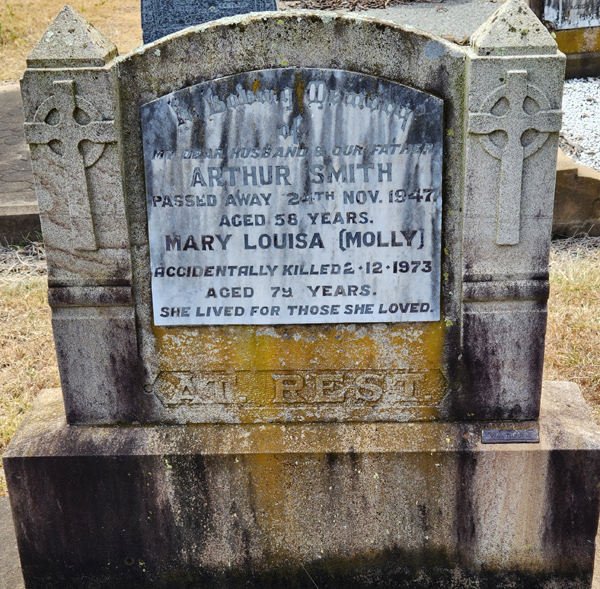 In Loving Memory
of
MY DEAR HUSBAND & OUR FATHER
ARTHUR SMITH
PASSED AWAY 24TH NOV. 1947.
AGED 58 YEARS.
MARY LOUISA (MOLLY)
ACCIDENTALLY KILLED 2·12·1973
AGED 79 YEARS.
SHE LIVED FOR THOSE SHE LOVED.
AT REST.